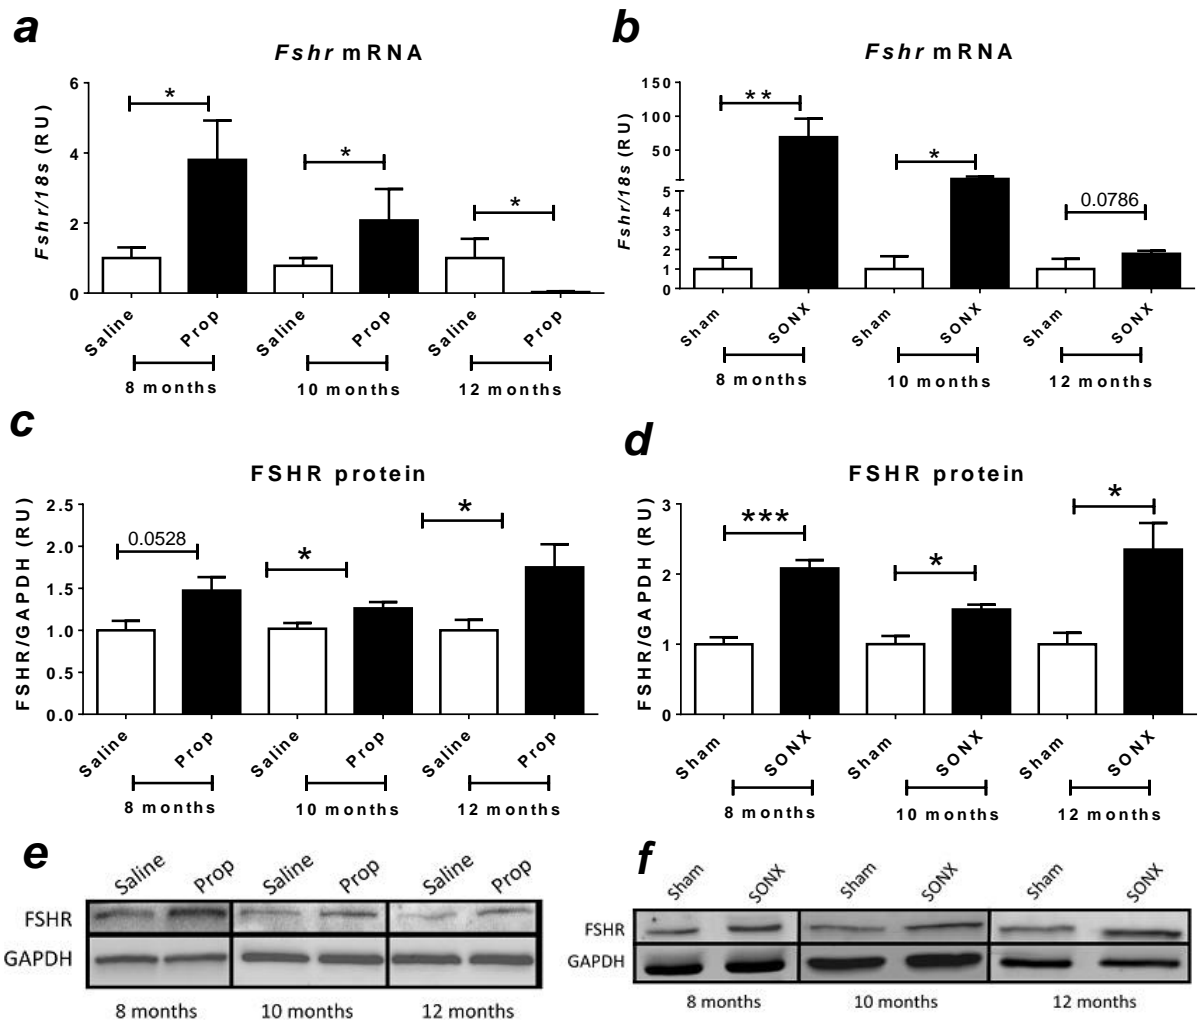 a
Fshr mRNA
Fshr/18s (RU)
6
4
2
0
*
*
*
Saline
Prop
Saline
Prop
Saline
Prop
8 months
10 months
12 months
b
Fshr mRNA
Fshr/18s (RU)
150
100
50
5
4
3
2
1
0
**
*
0.0786
Sham
SONX
Sham
SONX
Sham
SONX
8 months
10 months
12 months
c
FSHR protein
FSHR/GAPDH (RU)
2.5
2.0
1.5
1.0
0.5
0.0
0.0528
*
*
Saline
Prop
Saline
Prop
Saline
Prop
8 months
10 months
12 months
d
FSHR protein
FSHR/GAPDH (RU)
3
2
1
0
***
*
*
Sham
SONX
Sham
SONX
Sham
SONX
8 months
10 months
12 months
e
Saline
Prop
Saline
Prop
Saline
Prop
FSHR
GAPDH
8 months
10 months
12 months
f
Sham
SONX
Sham
SONX
Sham
SONX
FSHR
GAPDH
8 months
10 months
12 months